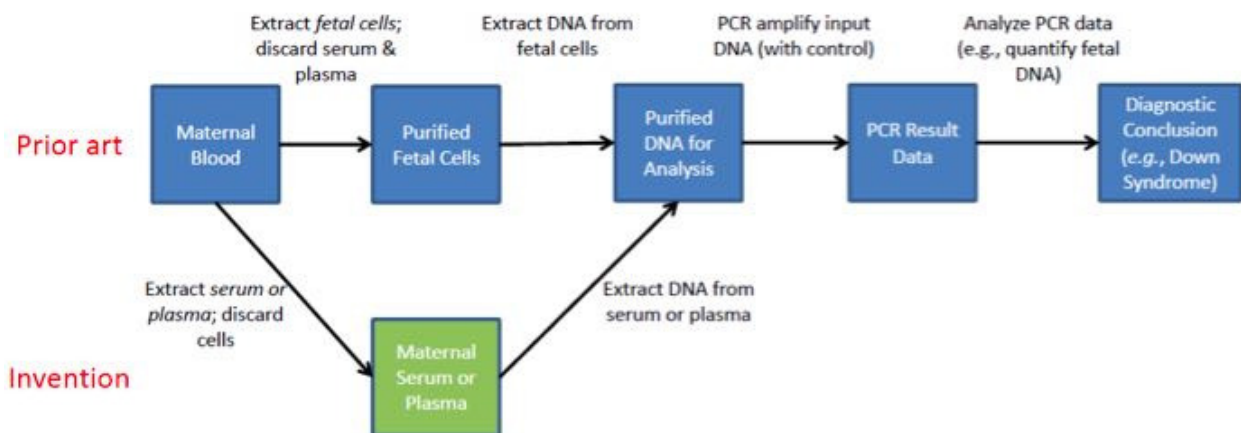 Extract fetal cells;
discard serum &
plasma
Extract DNA from
fetal cells
PCR amplify input
DNA (with control)
Analyze PCR data
(e.g., quantify fetal
DNA)
Prior art
Maternal
Blood
Purified
Fetal Cells
Purified
DNA for
Analysis
PCR Result
Data
Diagnostic
Conclusion
(e.g., Down
Syndrome)
Extract serum or
plasma; discard
cells
Extract DNA from
serum or plasma
Invention
Maternal
Serum or
Plasma